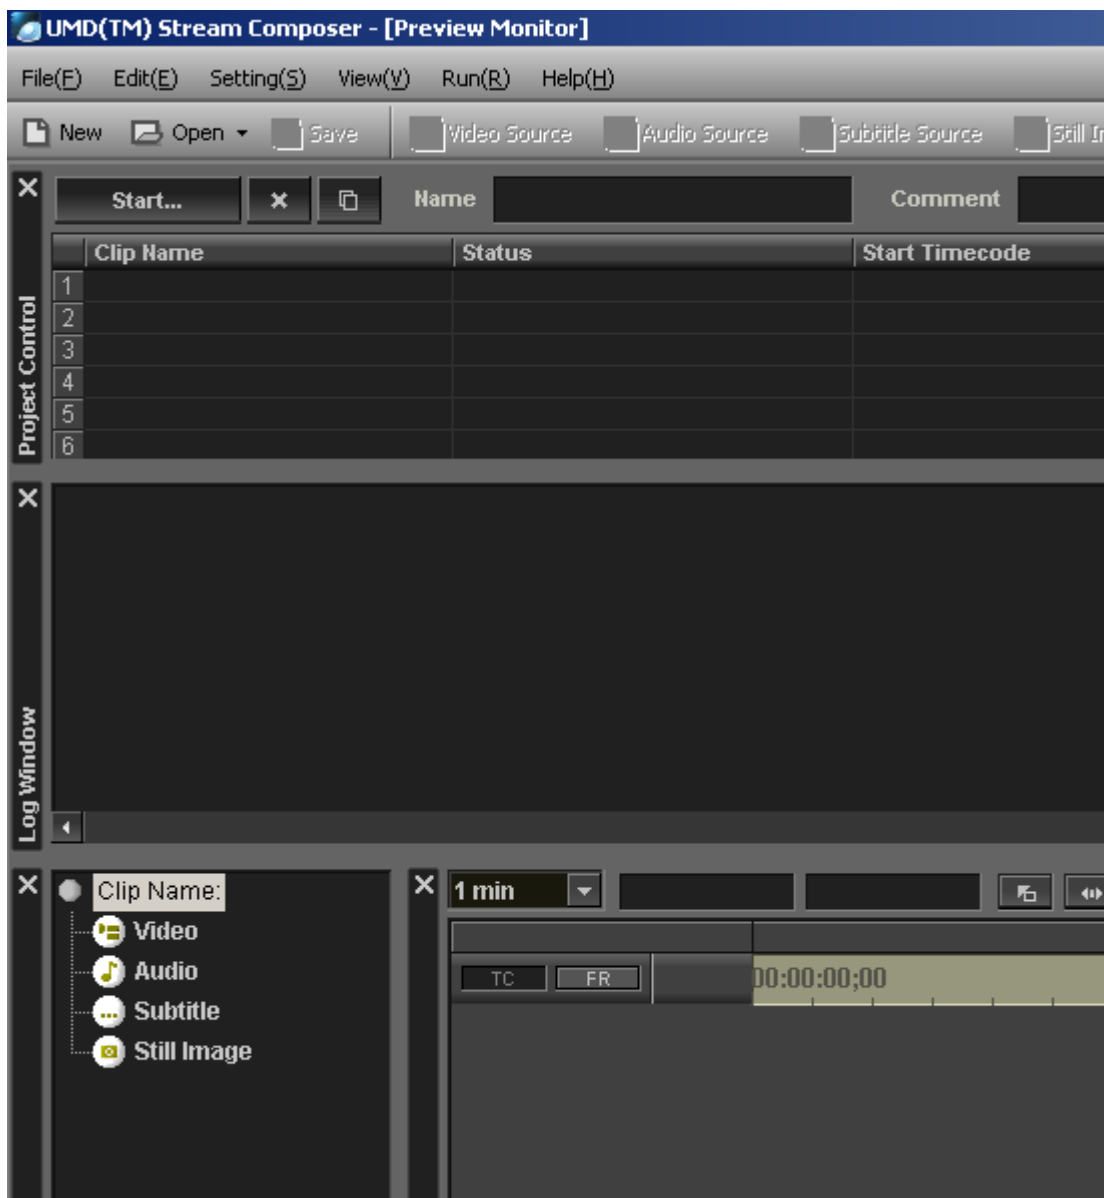 UMD(TM) Stream Composer - [Preview Monitor]
File(F) Edit(E) Setting(S) View(V) Run(R) Help(H)
New Open Save Video Source Audio Source Subtitle Source Still
Start... Name Comment
Clip Name Status Start Timecode
1
2
3
4
5
6
Project Control
Log Window
Clip Name:
Video
Audio
Subtitle
Still Image
1 min
TC FR 00:00:00;00